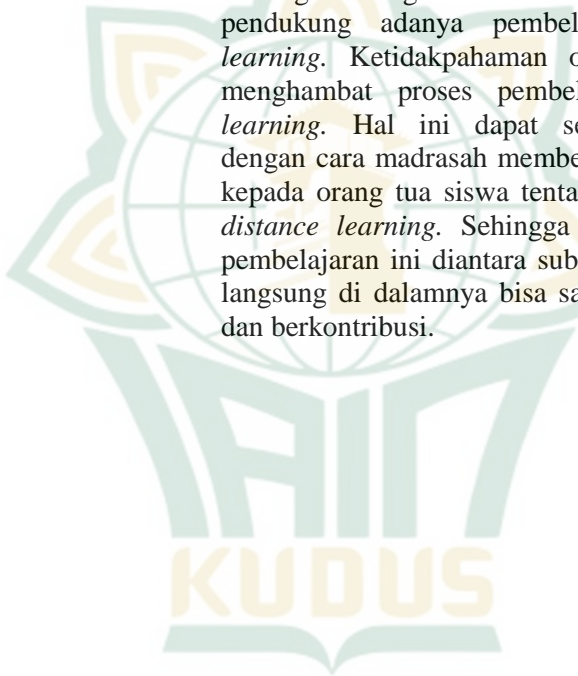 pendukung adanya pembel
learning. Ketidakpahaman o
menghambat proses pembel
learning. Hal ini dapat se
dengan cara madrasah membe
kepada orang tua siswa tenta
distance learning. Sehingga
pembelajaran ini diantara sub
langsung di dalamnya bisa sa
dan berkontribusi.
IAIN
KUDUS